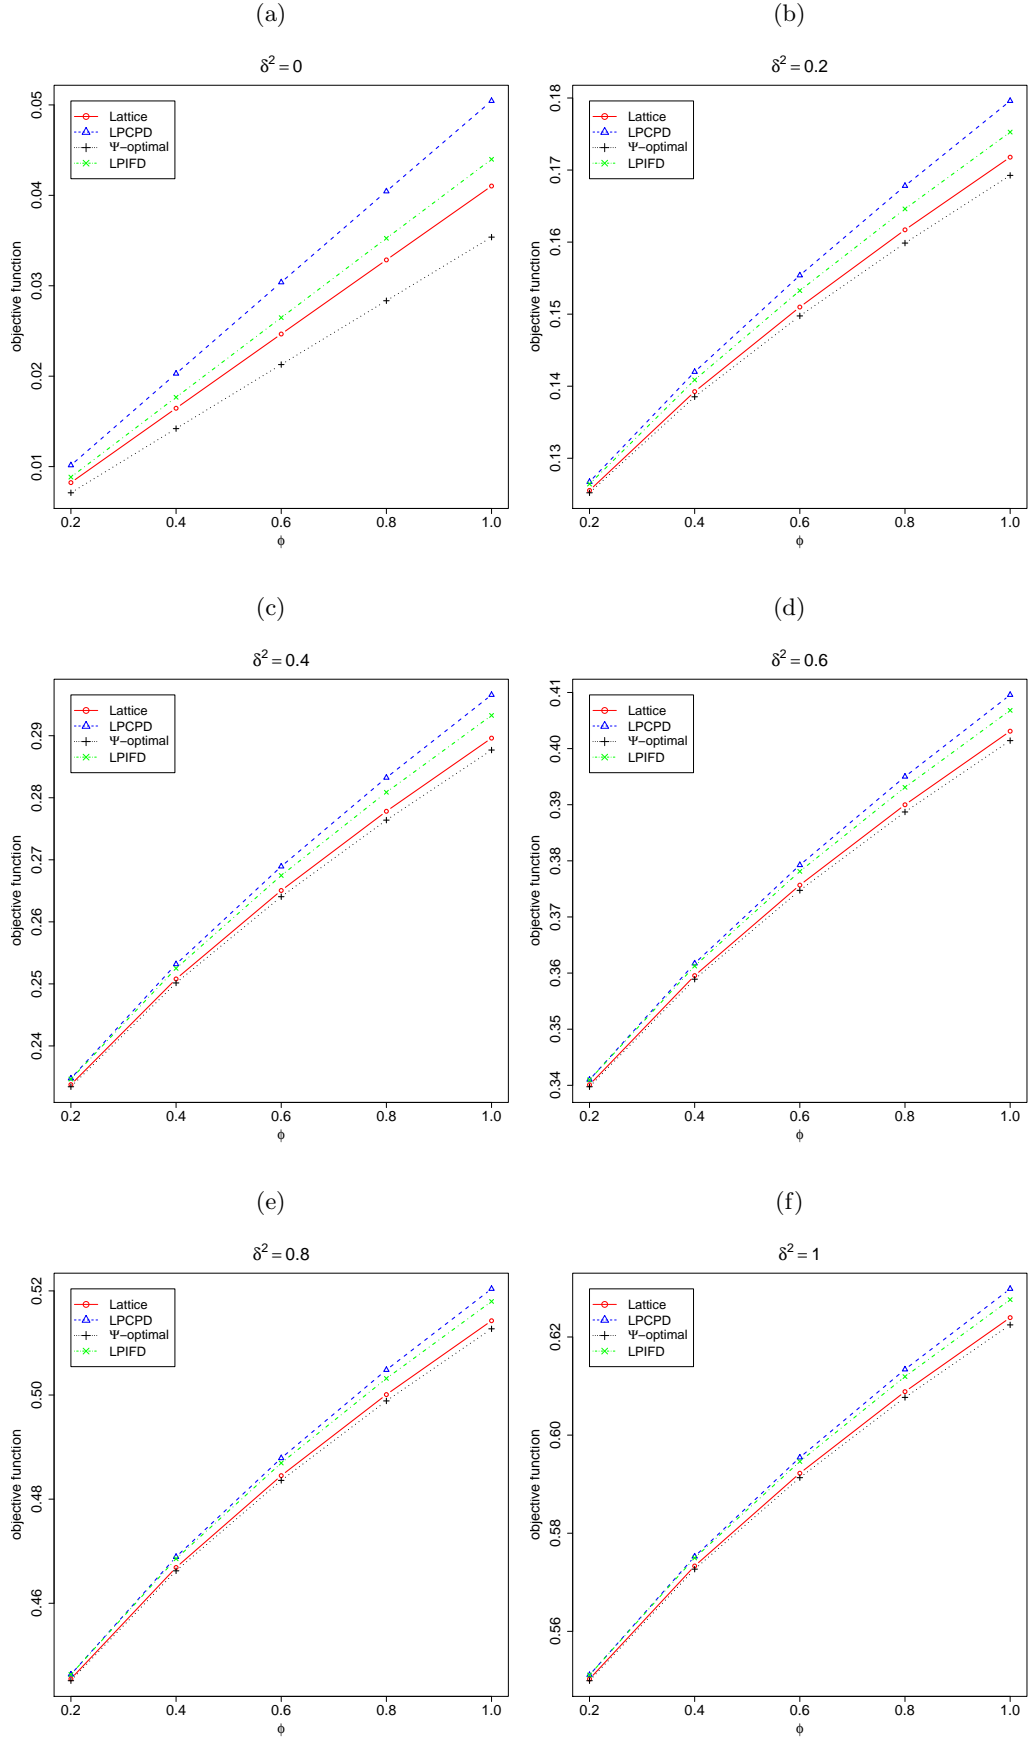 (a)
δ² = 0
objective function
0.01 0.02 0.03 0.04 0.05
Lattice
LPCPD
Ψ−optimal
LPIFD
0.2 0.4 0.6 0.8 1.0
ϕ
(b)
δ² = 0.2
objective function
0.13 0.14 0.15 0.16 0.17 0.18
Lattice
LPCPD
Ψ−optimal
LPIFD
0.2 0.4 0.6 0.8 1.0
ϕ
(c)
δ² = 0.4
objective function
0.24 0.25 0.26 0.27 0.28 0.29
Lattice
LPCPD
Ψ−optimal
LPIFD
0.2 0.4 0.6 0.8 1.0
ϕ
(d)
δ² = 0.6
objective function
0.34 0.35 0.36 0.37 0.38 0.39 0.40 0.41
Lattice
LPCPD
Ψ−optimal
LPIFD
0.2 0.4 0.6 0.8 1.0
ϕ
(e)
δ² = 0.8
objective function
0.46 0.48 0.50 0.52
Lattice
LPCPD
Ψ−optimal
LPIFD
0.2 0.4 0.6 0.8 1.0
ϕ
(f)
δ² = 1
objective function
0.56 0.58 0.60 0.62
Lattice
LPCPD
Ψ−optimal
LPIFD
0.2 0.4 0.6 0.8 1.0
ϕ